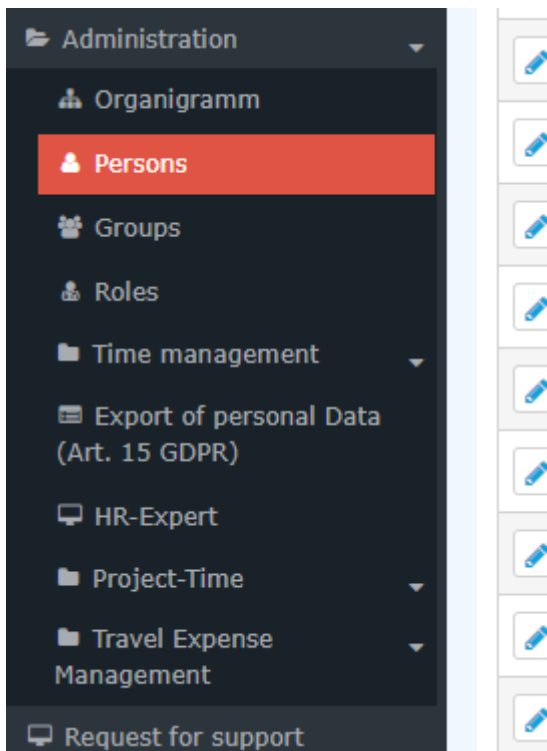 Administration
Organigramm
Persons
Groups
Roles
Time management
Export of personal Data
(Art. 15 GDPR)
HR-Expert
Project-Time
Travel Expense
Management
Request for support